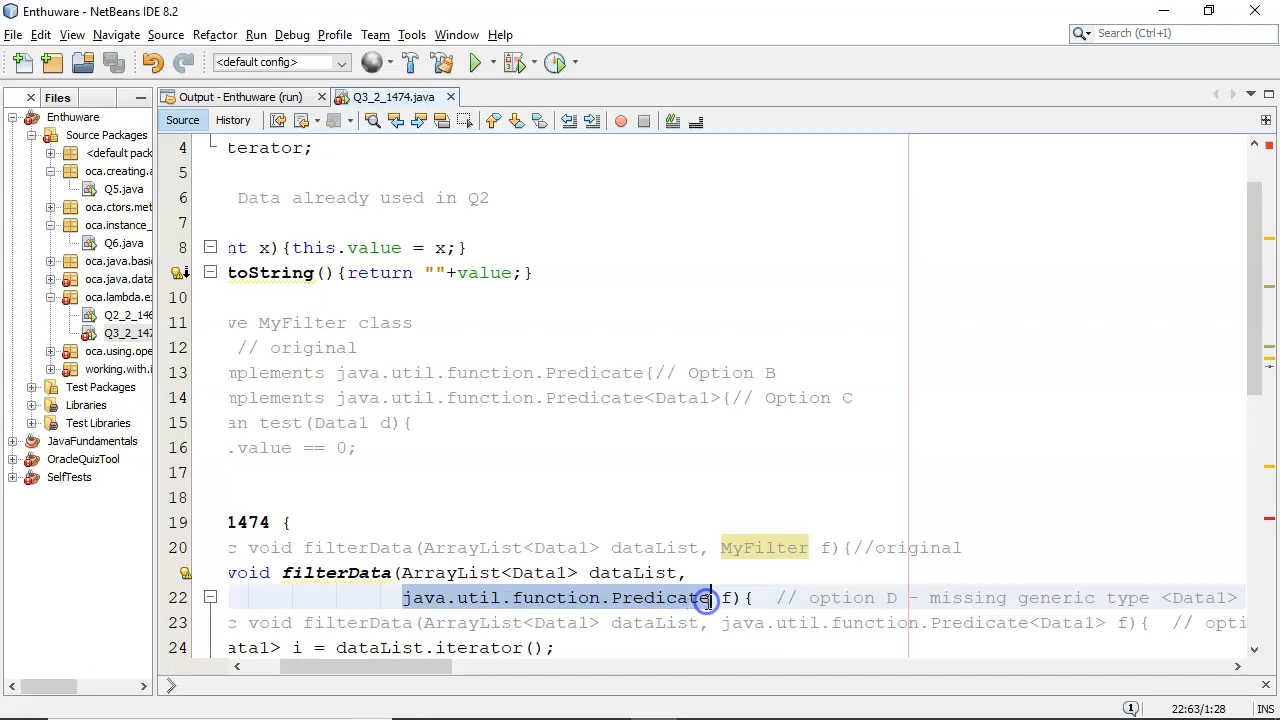 Enthuware - NetBeans IDE 8.2
File Edit View Navigate Source Refactor Run Debug Profile Team Tools Window Help
Search (Ctrl+I)
<default config>
Files
Output - Enthuware (run)
Q3_2_1474.java
Source History
Enthuware
Source Packages
<default pack
oca.creating.a
Q5.java
oca.ctors.met
oca.instance_
Q6.java
oca.java.basi
oca.java.data
oca.lambda.ex
Q2_2_146
Q3_2_147
oca.using.ope
working.with.i
Test Packages
Libraries
Test Libraries
JavaFundamentals
OracleQuizTool
SelfTests
4 terator;
5
6 Data already used in Q2
7
8 nt x){this.value = x;}
toString(){return ""+value;}
10
11 ve MyFilter class
12 // original
13 mplements java.util.function.Predicate{// Option B
14 mplements java.util.function.Predicate<Data1>{// Option C
15 an test(Data1 d){
16 .value == 0;
17
18
19 1474 {
20 c void filterData(ArrayList<Data1> dataList, MyFilter f){//original
void filterData(ArrayList<Data1> dataList,
22 java.util.function.Predicate f){ // option D - missing generic type <Data1>
23 c void filterData(ArrayList<Data1> dataList, java.util.function.Predicate<Data1> f){ // opti
24 ata1> i = dataList.iterator();
22:63/1:28
INS